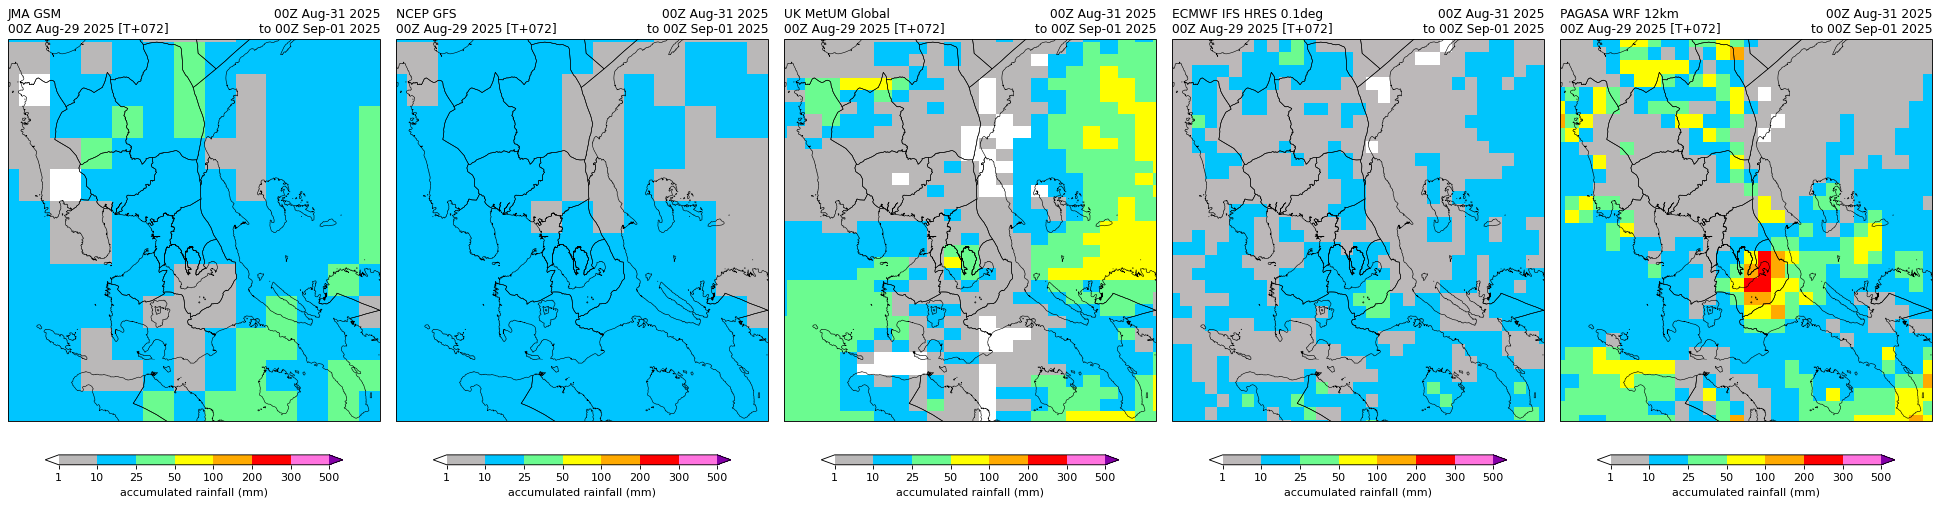 JMA GSM
00Z Aug-29 2025 [T+072]
00Z Aug-31 2025
to 00Z Sep-01 2025
NCEP GFS
00Z Aug-29 2025 [T+072]
00Z Aug-31 2025
to 00Z Sep-01 2025
UK MetUM Global
00Z Aug-29 2025 [T+072]
00Z Aug-31 2025
to 00Z Sep-01 2025
ECMWF IFS HRES 0.1deg
00Z Aug-29 2025 [T+072]
00Z Aug-31 2025
to 00Z Sep-01 2025
PAGASA WRF 12km
00Z Aug-29 2025 [T+072]
00Z Aug-31 2025
to 00Z Sep-01 2025
1 10 25 50 100 200 300 500
accumulated rainfall (mm)
1 10 25 50 100 200 300 500
accumulated rainfall (mm)
1 10 25 50 100 200 300 500
accumulated rainfall (mm)
1 10 25 50 100 200 300 500
accumulated rainfall (mm)
1 10 25 50 100 200 300 500
accumulated rainfall (mm)